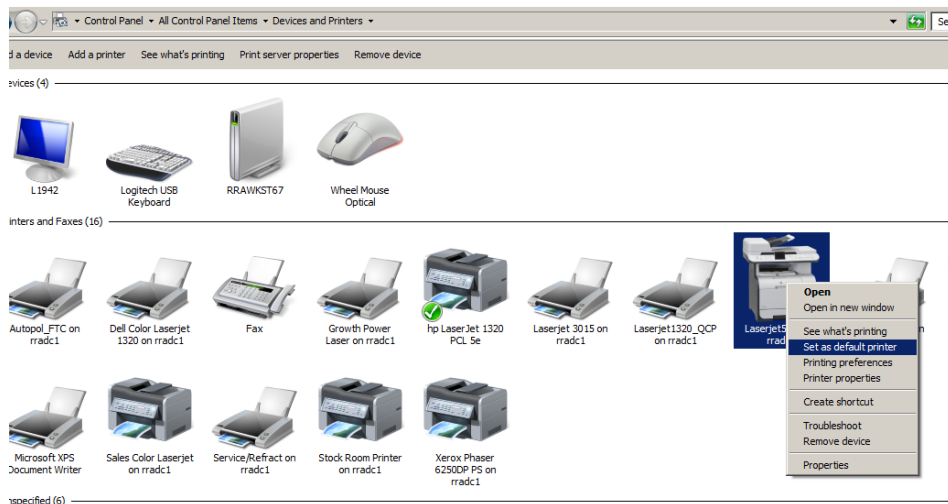 Control Panel ▾ All Control Panel Items ▾ Devices and Printers ▾ Se
d a device Add a printer See what's printing Print server properties Remove device
evices (4)
L1942 Logitech USB RRAWKST67 Wheel Mouse
Keyboard Optical
inters and Faxes (16)
Autopol_FTC on Dell Color Laserjet Fax Growth Power hp LaserJet 1320 Laserjet 3015 on Laserjet1320_QCP Laserjet5
rradc1 1320 on rradc1 Laser on rradc1 PCL 5e rradc1 on rradc1 rrad
Open
Open in new window
See what's printing
Set as default printer
Printing preferences
Printer properties
Create shortcut
Troubleshoot
Remove device
Properties
Microsoft XPS Sales Color Laserjet Service/Refract on Stock Room Printer Xerox Phaser
Document Writer on rradc1 rradc1 on rradc1 6250DP PS on
rradc1
nspecified (6)